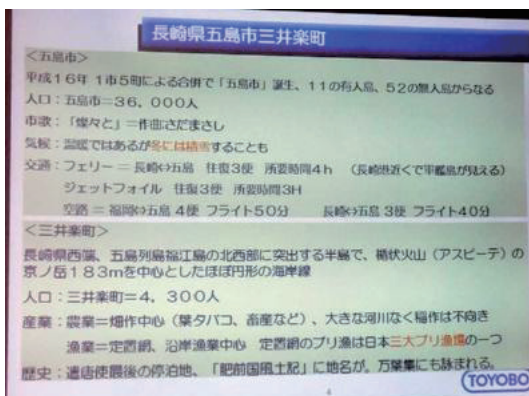 長崎県五島市三井楽町
<五島市>
平成16年 1市5町による合併で「五島市」誕生、11の有人島、52の無人島からなる
人口：五島市＝36，000人
市歌：「燦々と」＝作曲さだまさし
気候：温暖ではあるが冬には積雪することも
交通：フェリー＝長崎⇔五島 往復3便 所要時間4h （長崎港近くで軍艦島が見える）
ジェットフォイル 往復3便 所要時間3H
空路＝福岡⇔五島 4便 フライト50分 長崎⇔五島 3便 フライト40分
<三井楽町>
長崎県西端、五島列島福江島の北西部に突出する半島で、楯状火山（アスピーテ）の
京ノ岳183mを中心としたほぼ円形の海岸線
人口：三井楽町＝4，300人
産業：農業＝畑作中心（葉タバコ、畜産など）、大きな河川なく稲作は不向き
漁業＝定置網、沿岸漁業中心 定置網のブリ漁は日本三大ブリ漁場の一つ
歴史：遣唐使最後の停泊地、「肥前国風土記」に地名が。万葉集にも詠まれる。
TOYOBO
4